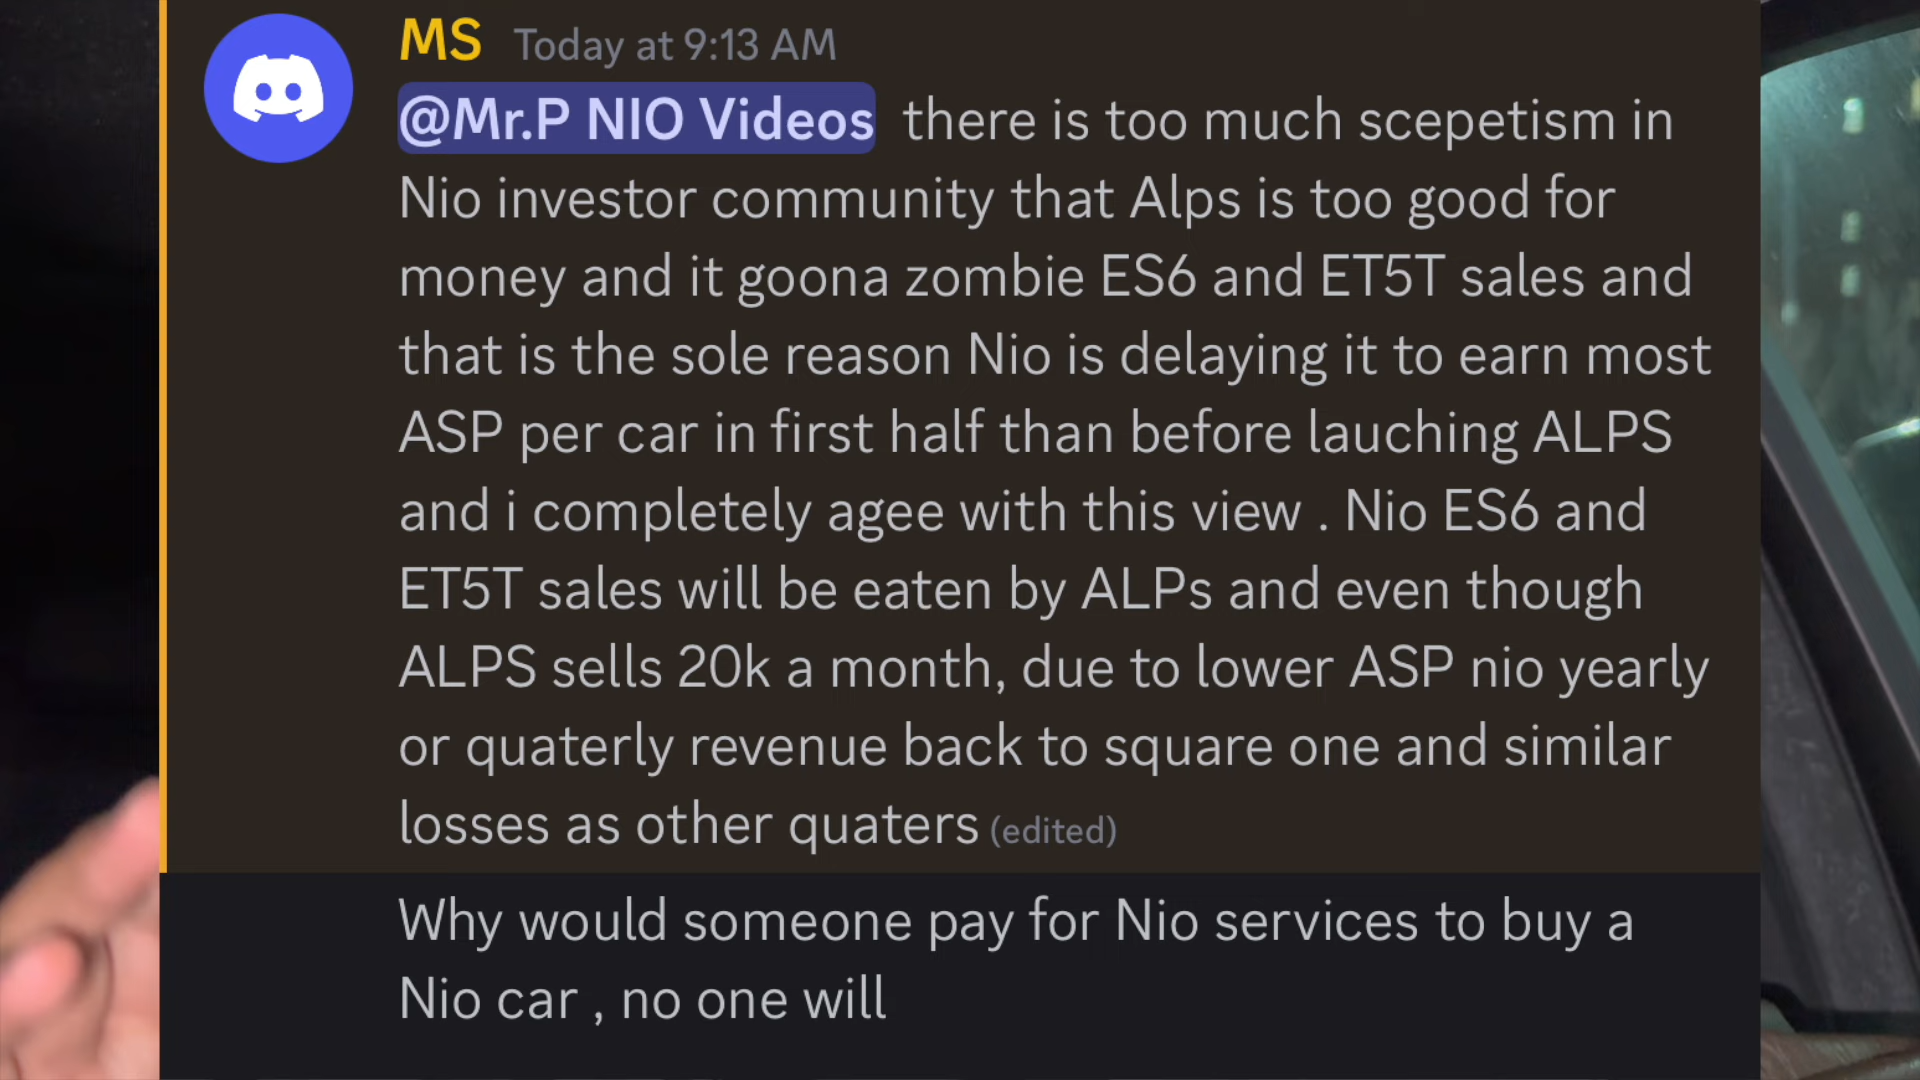 MS Today at 9:13 AM
@Mr.P NIO Videos there is too much scepetism in
Nio investor community that Alps is too good for
money and it goona zombie ES6 and ET5T sales and
that is the sole reason Nio is delaying it to earn most
ASP per car in first half than before lauching ALPS
and i completely agee with this view . Nio ES6 and
ET5T sales will be eaten by ALPs and even though
ALPS sells 20k a month, due to lower ASP nio yearly
or quaterly revenue back to square one and similar
losses as other quaters (edited)
Why would someone pay for Nio services to buy a
Nio car , no one will